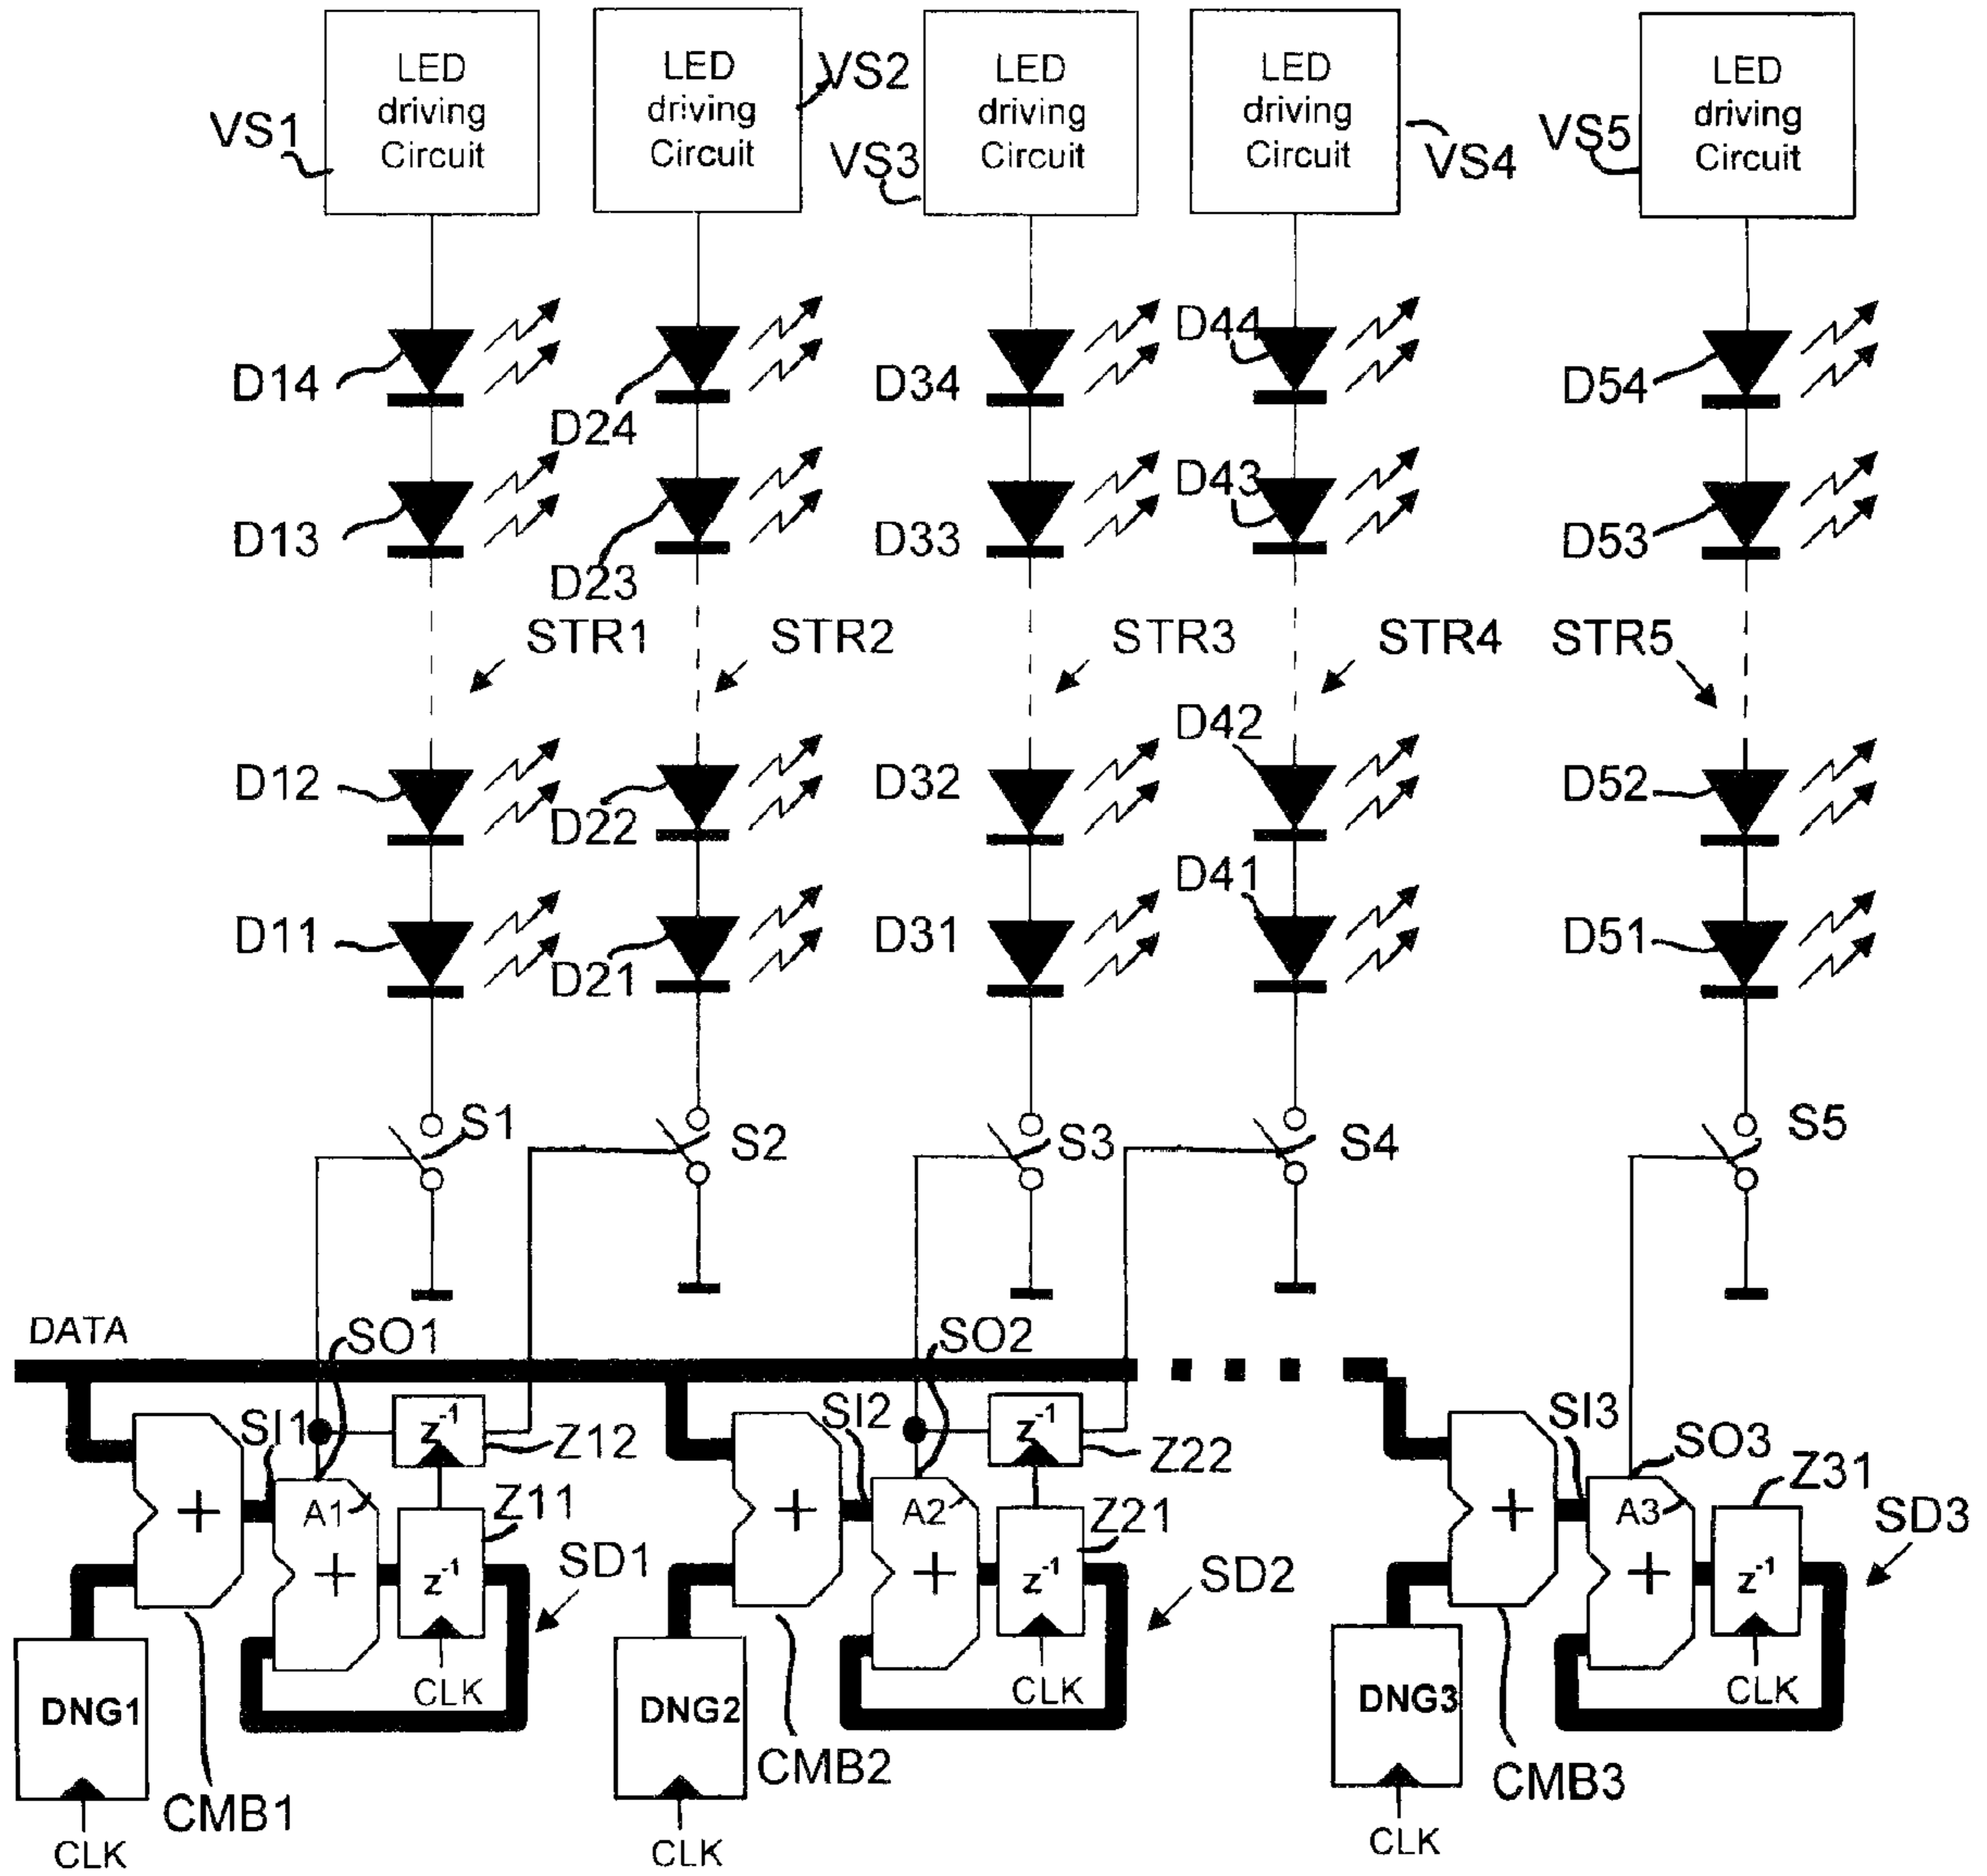 LED
driving
Circuit
LED
driving
Circuit
LED
driving
Circuit
LED
driving
Circuit
LED
driving
Circuit
VS1
VS2
VS3
VS4
VS5
D14
D24
D34
D44
D54
D13
D23
D33
D43
D53
STR1
STR2
STR3
STR4
STR5
D12
D22
D32
D42
D52
D11
D21
D31
D41
D51
S1
S2
S3
S4
S5
DATA
SO1
SO2
SI1
z-1
Z12
SI2
z-1
Z22
SI3
SO3
Z31
+
A1
Z11
+
A2
Z21
+
A3
SD3
+
z-1
SD1
+
z-1
SD2
+
z-1
CLK
CLK
CLK
DNG1
DNG2
DNG3
CMB1
CMB2
CMB3
CLK
CLK
CLK